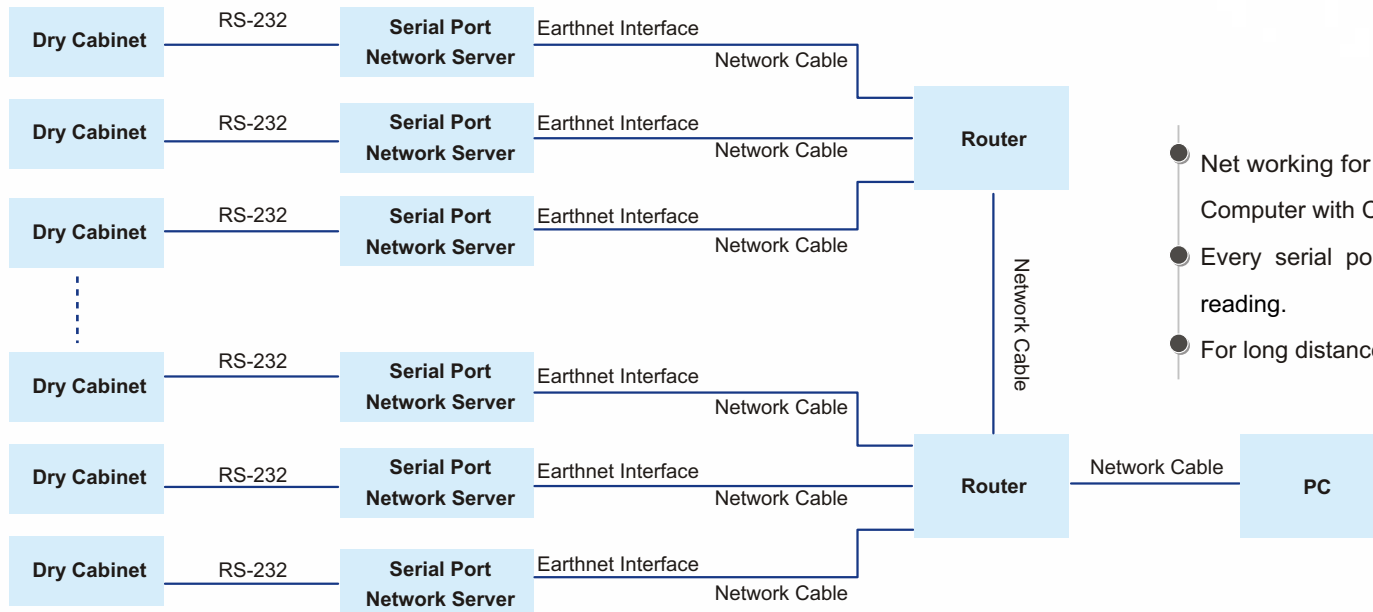 Dry Cabinet
RS-232
Serial Port
Network Server
Earthnet Interface
Network Cable
Dry Cabinet
RS-232
Serial Port
Network Server
Earthnet Interface
Network Cable
Router
Dry Cabinet
RS-232
Serial Port
Network Server
Earthnet Interface
Network Cable
Network Cable
Net working for
Computer with
Every serial
reading.
For long
Dry Cabinet
RS-232
Serial Port
Network Server
Earthnet Interface
Network Cable
Dry Cabinet
RS-232
Serial Port
Network Server
Earthnet Interface
Network Cable
Router
Network Cable
PC
Dry Cabinet
RS-232
Serial Port
Network Server
Earthnet Interface
Network Cable